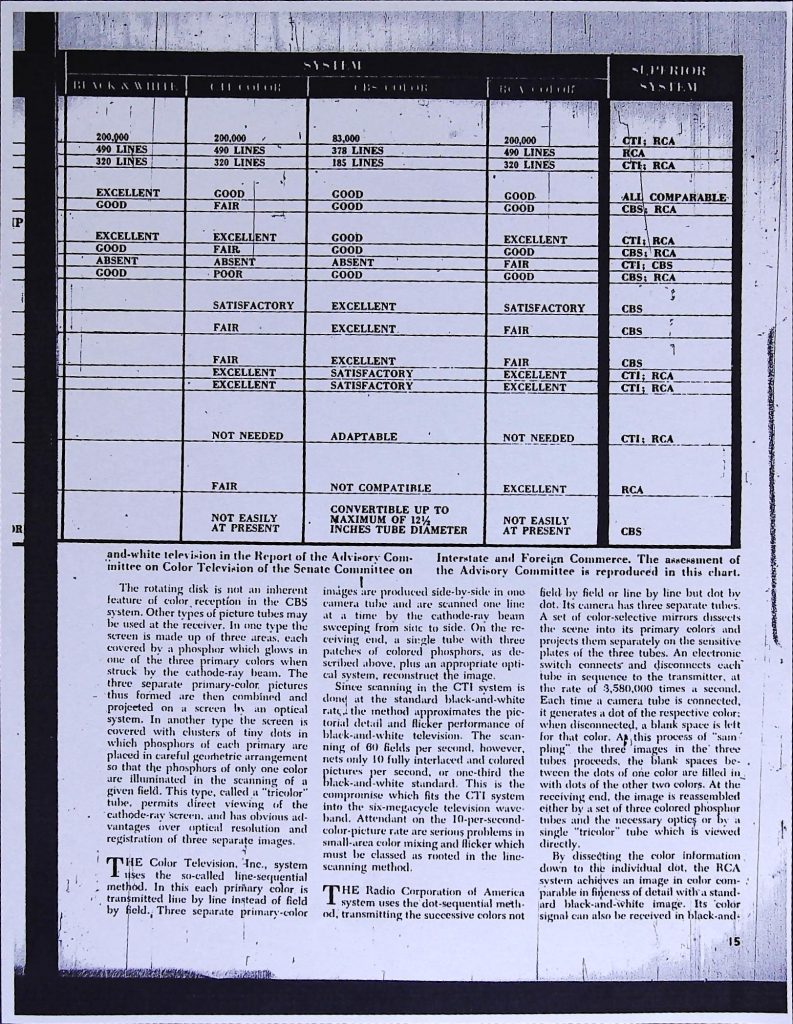 SYSTEM
SUPERIOR
SYSTEM
BLACK & WHITE CTI COLOR CBS COLOR RCA COLOR
200,000 200,000 83,000 200,000 CTI; RCA
490 LINES 490 LINES 378 LINES 490 LINES RCA
320 LINES 320 LINES 185 LINES 320 LINES CTI; RCA
EXCELLENT GOOD GOOD GOOD ALL COMPARABLE
GOOD FAIR GOOD GOOD CBS; RCA
EXCELLENT EXCELLENT GOOD EXCELLENT CTI; RCA
GOOD FAIR GOOD GOOD CBS; RCA
ABSENT ABSENT ABSENT FAIR CTI; CBS
GOOD POOR GOOD GOOD CBS; RCA
SATISFACTORY EXCELLENT SATISFACTORY CBS
FAIR EXCELLENT FAIR CBS
FAIR EXCELLENT FAIR CBS
EXCELLENT SATISFACTORY EXCELLENT CTI; RCA
EXCELLENT SATISFACTORY EXCELLENT CTI; RCA
NOT NEEDED ADAPTABLE NOT NEEDED CTI; RCA
FAIR NOT COMPATIBLE EXCELLENT RCA
NOT EASILY
AT PRESENT
CONVERTIBLE UP TO
MAXIMUM OF 12½
INCHES TUBE DIAMETER
NOT EASILY
AT PRESENT
CBS
and-white television in the Report of the Advisory Com-
mittee on Color Television of the Senate Committee on
Interstate and Foreign Commerce. The assessment of
the Advisory Committee is reproduced in this chart.
The rotating disk is not an inherent
feature of color reception in the CBS
system. Other types of picture tubes may
be used at the receiver. In one type the
screen is made up of three areas, each
covered by a phosphor which glows in
one of the three primary colors when
struck by the cathode-ray beam. The
three separate primary-color pictures
thus formed are then combined and
projected on a screen by an optical
system. In another type the screen is
covered with clusters of tiny dots in
which phosphors of each primary are
placed in careful geometric arrangement
so that the phosphors of only one color
are illuminated in the scanning of a
given field. This type, called a "tricolor"
tube, permits direct viewing of the
cathode-ray screen, and has obvious ad-
vantages over optical resolution and
registration of three separate images.
THE Color Television, Inc., system
uses the so-called line-sequential
method. In this each primary color is
transmitted line by line instead of field
by field. Three separate primary-color
images are produced side-by-side in one
camera tube and are scanned one line
at a time by the cathode-ray beam
sweeping from side to side. On the re-
ceiving end, a single tube with three
patches of colored phosphors, as de-
scribed above, plus an appropriate opti-
cal system, reconstruct the image.
Since scanning in the CTI system is
done at the standard black-and-white
rate, the method approximates the pic-
torial detail and flicker performance of
black-and-white television. The scan-
ning of 60 fields per second, however,
nets only 10 fully interlaced and colored
pictures per second, or one-third the
black-and-white standard. This is the
compromise which fits the CTI system
into the six-megacycle television wave-
band. Attendant on the 10-per-second-
color-picture rate are serious problems in
small-area color mixing and flicker which
must be classed as rooted in the line-
scanning method.
THE Radio Corporation of America
system uses the dot-sequential meth-
od, transmitting the successive colors not
field by field or line by line but dot by
dot. Its camera has three separate tubes.
A set of color-selective mirrors dissects
the scene into its primary colors and
projects them separately on the sensitive
plates of the three tubes. An electronic
switch connects and disconnects each
tube in sequence to the transmitter, at
the rate of 3,580,000 times a second.
Each time a camera tube is connected,
it generates a dot of the respective color;
when disconnected, a blank space is left
for that color. As this process of "sam
pling" the three images in the three
tubes proceeds, the blank spaces be-
tween the dots of one color are filled in
with dots of the other two colors. At the
receiving end, the image is reassembled
either by a set of three colored phosphor
tubes and the necessary optics or by a
single "tricolor" tube which is viewed
directly.
By dissecting the color information
down to the individual dot, the RCA
system achieves an image in color com-
parable in fineness of detail with a stand-
ard black-and-white image. Its color
signal can also be received in black-and-
15